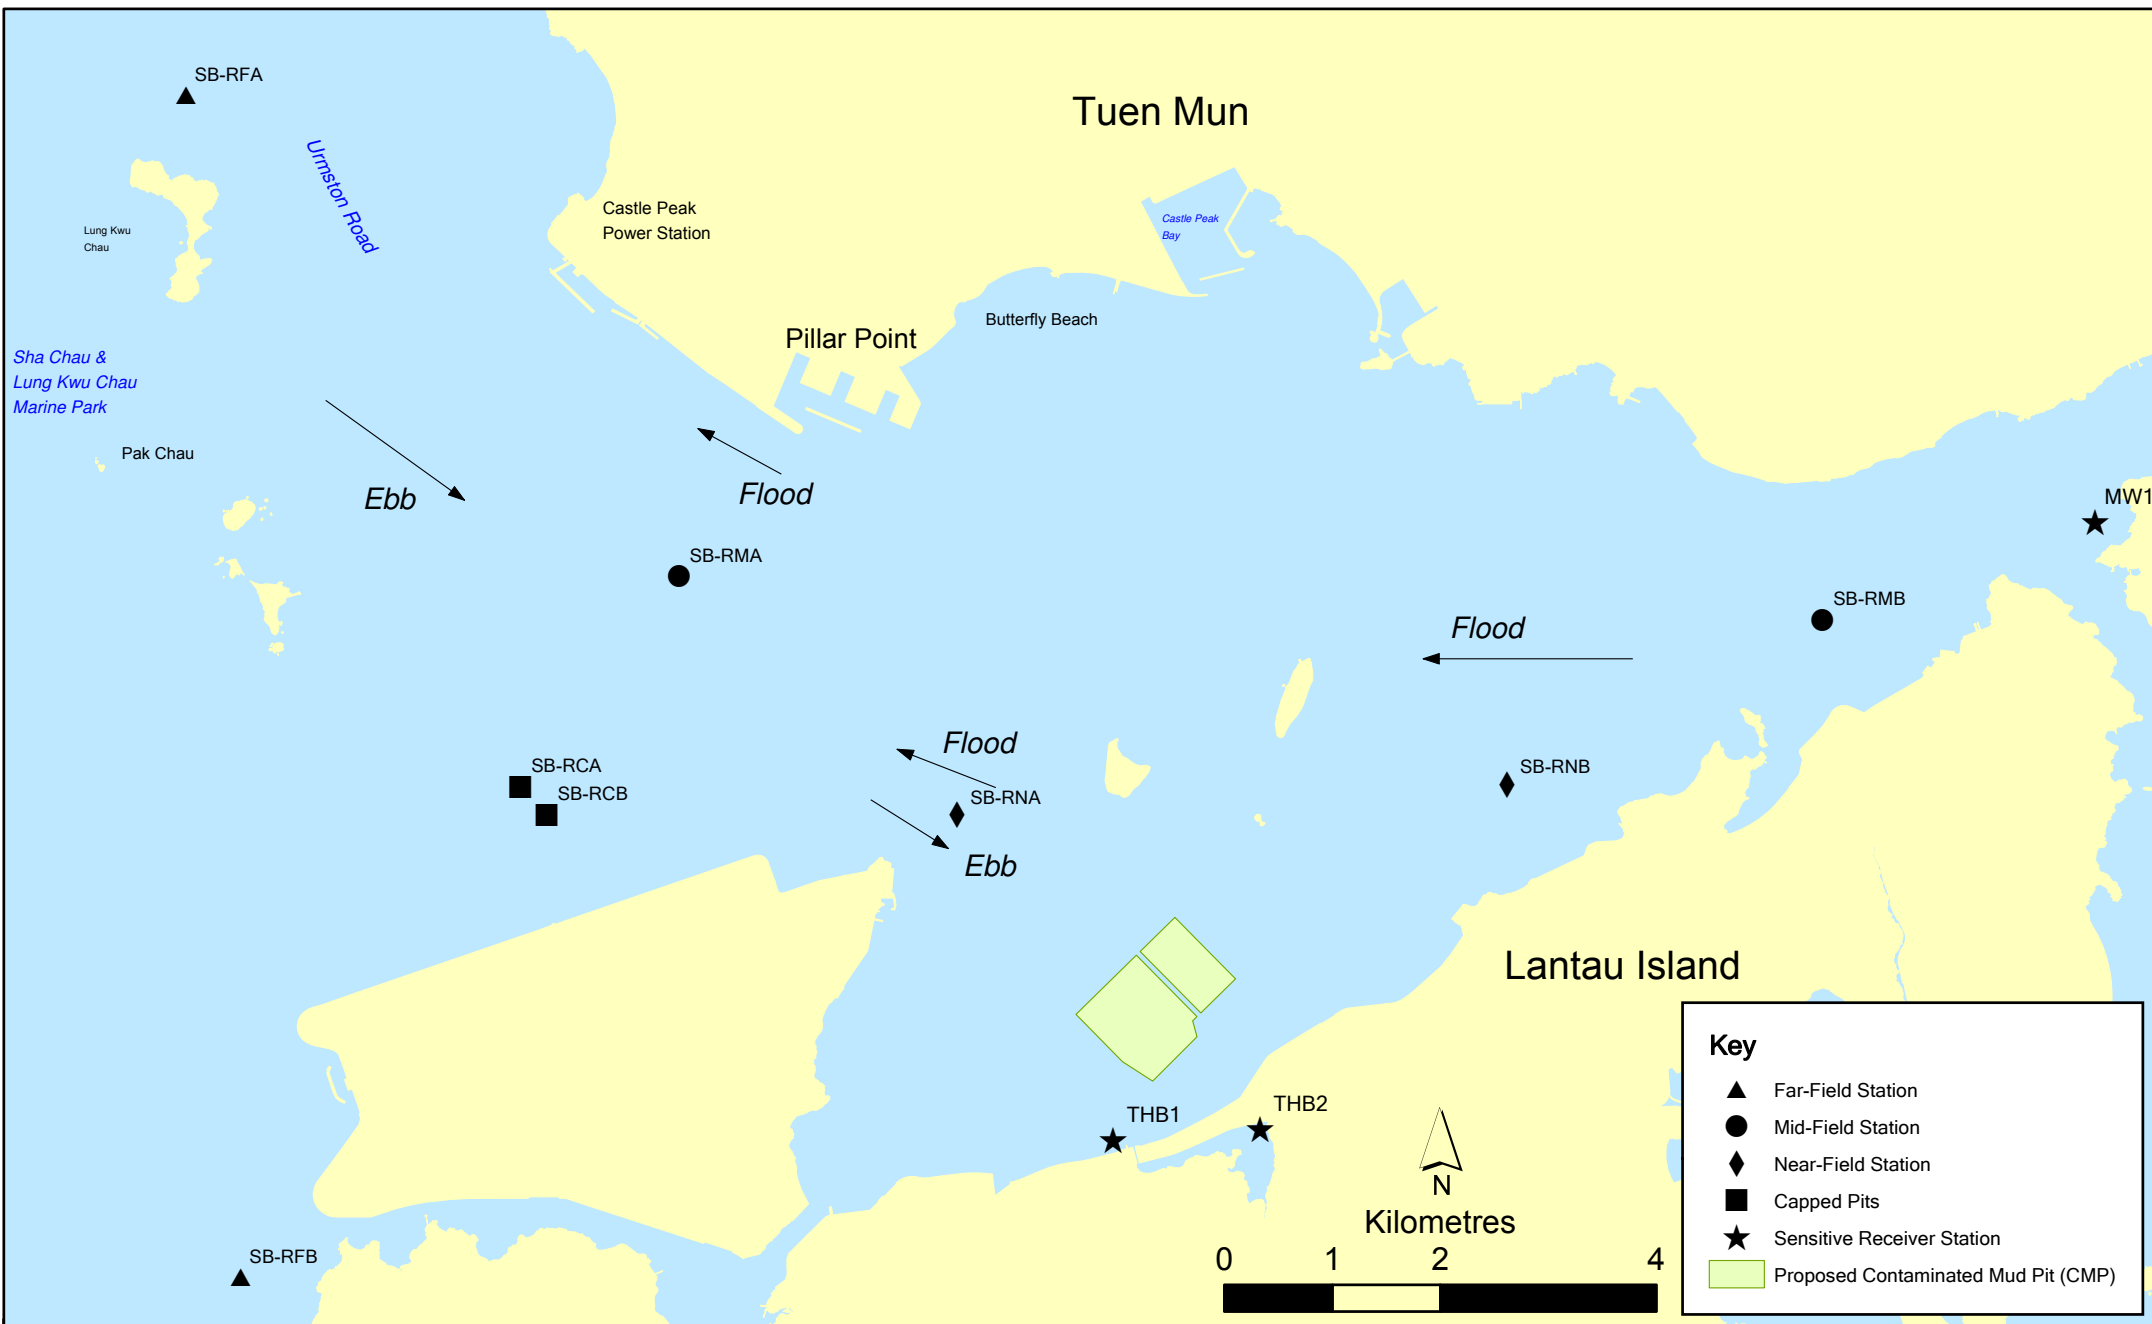 SB-RFA
Tuen Mun
Urmston Road
Castle Peak
Power Station
Castle Peak
Bay
Lung Kwu
Chau
Butterfly Beach
Pillar Point
Sha Chau &
Lung Kwu Chau
Marine Park
Pak Chau
Ebb
Flood
MW1
SB-RMA
SB-RMB
Flood
Flood
SB-RCA
SB-RCB
SB-RNA
SB-RNB
Ebb
Lantau Island
THB1
THB2
SB-RFB
N
Kilometres
0 1 2 4
Key
Far-Field Station
Mid-Field Station
Near-Field Station
Capped Pits
Sensitive Receiver Station
Proposed Contaminated Mud Pit (CMP)